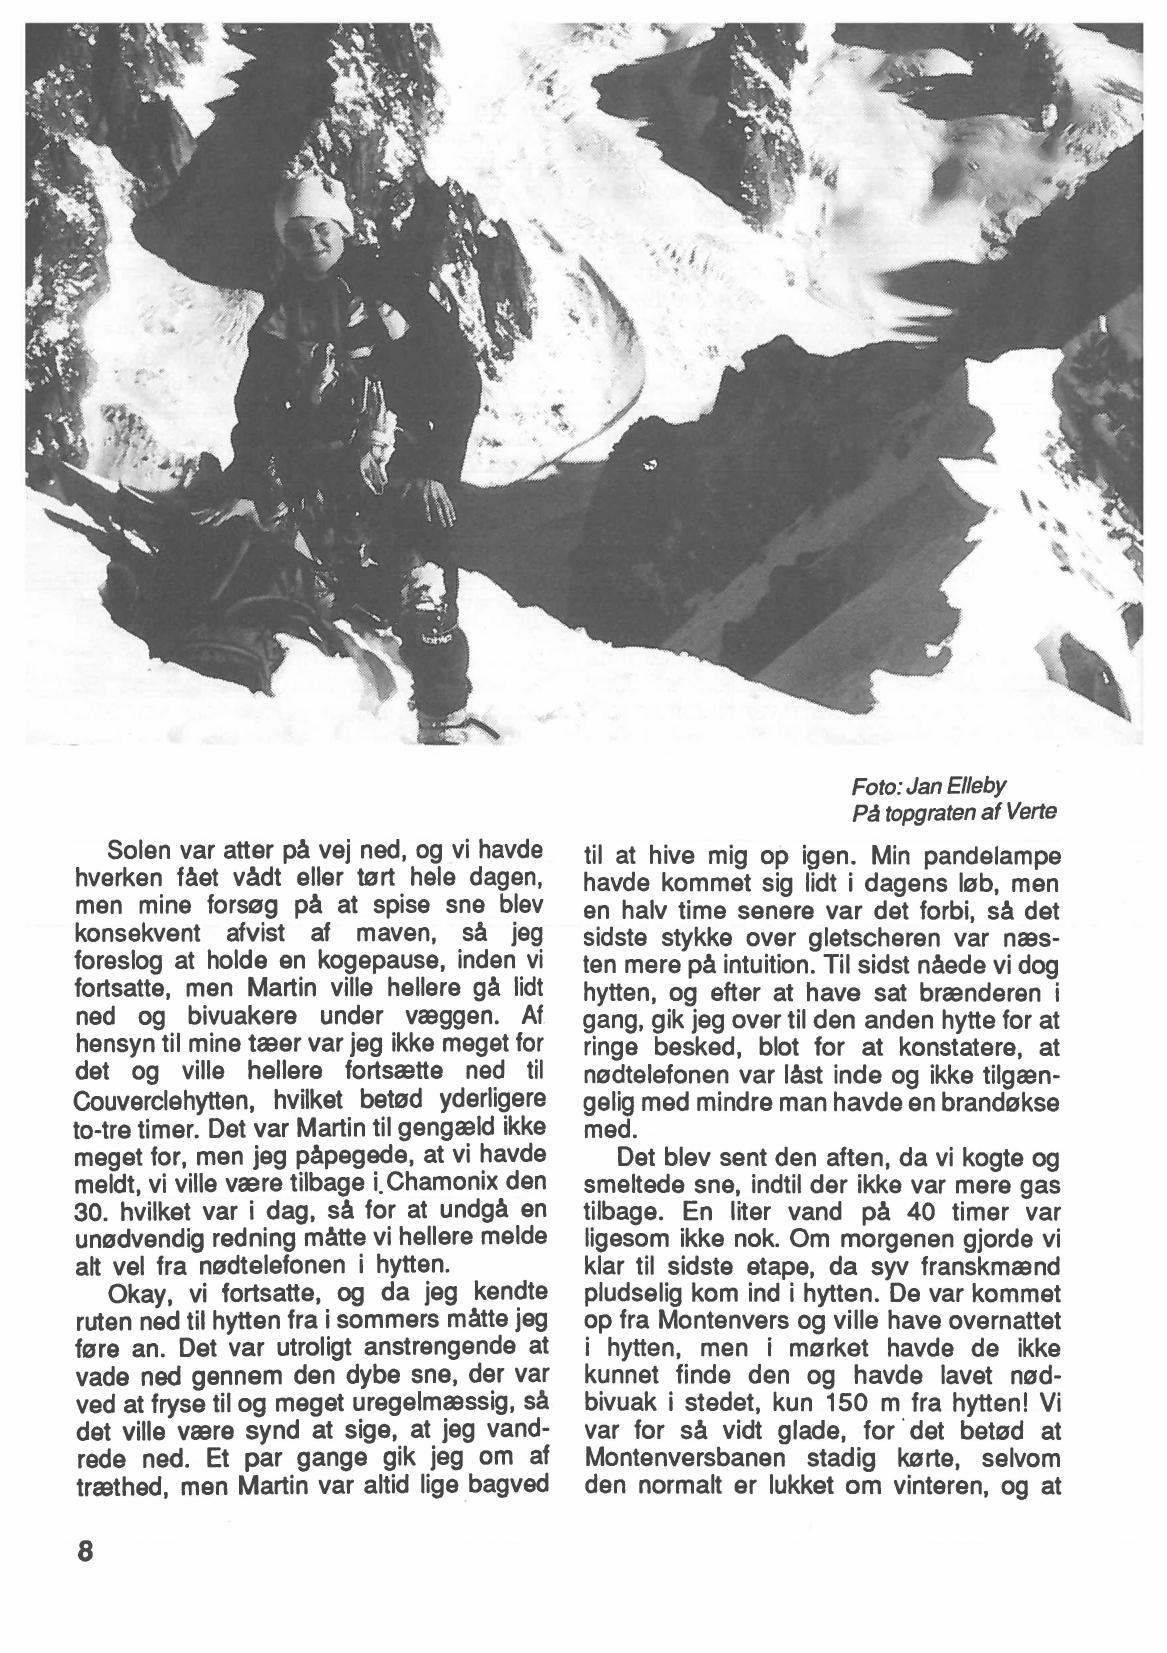 Foto: Jan Elleby
På topgraten af Verte
Solen var atter på vej ned, og vi havde
hverken fået vådt eller tørt hele dagen,
men mine forsøg på at spise sne blev
konsekvent afvist af maven, så jeg
foreslog at holde en kogepause, inden vi
fortsatte, men Martin ville hellere gå lidt
ned og bivuakere under væggen. Af
hensyn til mine tæer var jeg ikke meget for
det og ville hellere fortsætte ned til
Couverclehytten, hvilket betød yderligere
to-tre timer. Det var Martin til gengæld ikke
meget for, men jeg påpegede, at vi havde
meldt, vi ville være tilbage i Chamonix den
30. hvilket var i dag, så for at undgå en
unødvendig redning måtte vi hellere melde
alt vel fra nødtelefonen i hytten.
Okay, vi fortsatte, og da jeg kendte
ruten ned til hytten fra i sommers måtte jeg
føre an. Det var utroligt anstrengende at
vade ned gennem den dybe sne, der var
ved at fryse til og meget uregelmæssig, så
det ville være synd at sige, at jeg vand-
rede ned. Et par gange gik jeg om af
træthed, men Martin var altid lige bagved
til at hive mig op igen. Min pandelampe
havde kommet sig lidt i dagens løb, men
en halv time senere var det forbi, så det
sidste stykke over gletscheren var næs-
ten mere på intuition. Til sidst nåede vi dog
hytten, og efter at have sat brænderen i
gang, gik jeg over til den anden hytte for at
ringe besked, blot for at konstatere, at
nødtelefonen var låst inde og ikke tilgæn-
gelig med mindre man havde en brandøkse
med.
Det blev sent den aften, da vi kogte og
smeltede sne, indtil der ikke var mere gas
tilbage. En liter vand på 40 timer var
ligesom ikke nok. Om morgenen gjorde vi
klar til sidste etape, da syv franskmænd
pludselig kom ind i hytten. De var kommet
op fra Montenvers og ville have overnattet
i hytten, men i mørket havde de ikke
kunnet finde den og havde lavet nød-
bivuak i stedet, kun 150 m fra hytten! Vi
var for så vidt glade, for det betød at
Montenversbanen stadig kørte, selvom
den normalt er lukket om vinteren, og at
8